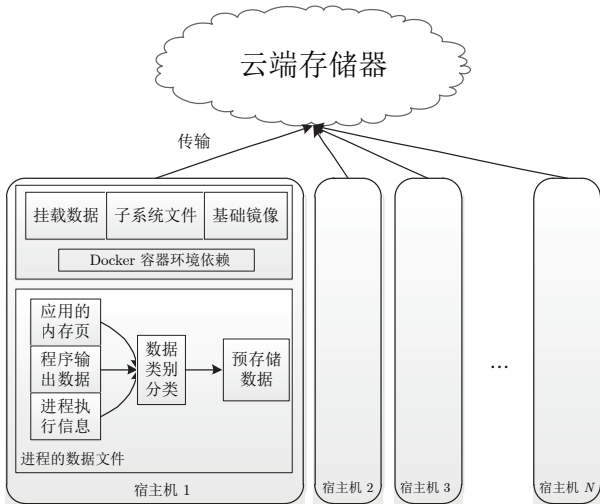 云端存储器
传输
挂载数据
子系统文件
基础镜像
Docker 容器环境依赖
应用的
内存页
程序输
出数据
进程执
行信息
数据
类别
分类
预存储
数据
进程的数据文件
...
宿主机 1
宿主机 2
宿主机 3
宿主机 N